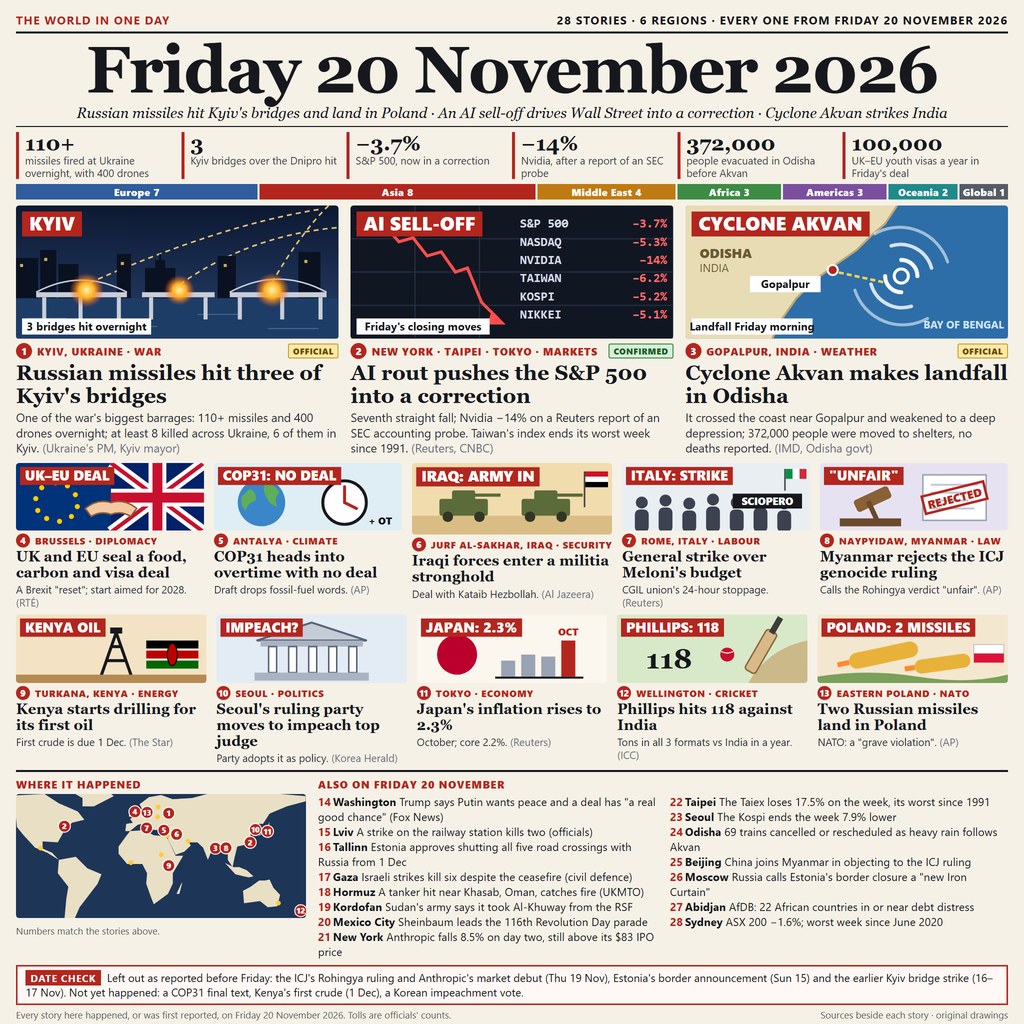 THE WORLD IN ONE DAY
28 STORIES · 6 REGIONS · EVERY ONE FROM FRIDAY 20 NOVEMBER 2026
Friday 20 November 2026
Russian missiles hit Kyiv's bridges and land in Poland · An AI sell-off drives Wall Street into a correction · Cyclone Akvan strikes India
110+
missiles fired at Ukraine
overnight, with 400 drones
3
Kyiv bridges over the Dnipro hit
−3.7%
S&P 500, now in a correction
−14%
Nvidia, after a report of an SEC
probe
372,000
people evacuated in Odisha
before Akvan
100,000
UK–EU youth visas a year in
Friday's deal
Europe 7
Asia 8
Middle East 4
Africa 3
Americas 3
Oceania 2
Global 1
KYIV
3 bridges hit overnight
AI SELL-OFF
S&P 500 −3.7%
NASDAQ −5.3%
NVIDIA −14%
TAIWAN −6.2%
KOSPI −5.2%
NIKKEI −5.1%
Friday's closing moves
CYCLONE AKVAN
ODISHA
INDIA
Gopalpur
Landfall Friday morning
BAY OF BENGAL
1 KYIV, UKRAINE · WAR
OFFICIAL
Russian missiles hit three of
Kyiv's bridges
One of the war's biggest barrages: 110+ missiles and 400
drones overnight; at least 8 killed across Ukraine, 6 of them in
Kyiv. (Ukraine's PM, Kyiv mayor)
2 NEW YORK · TAIPEI · TOKYO · MARKETS
CONFIRMED
AI rout pushes the S&P 500
into a correction
Seventh straight fall; Nvidia −14% on a Reuters report of an
SEC accounting probe. Taiwan's index ends its worst week
since 1991. (Reuters, CNBC)
3 GOPALPUR, INDIA · WEATHER
OFFICIAL
Cyclone Akvan makes landfall
in Odisha
It crossed the coast near Gopalpur and weakened to a deep
depression; 372,000 people were moved to shelters, no
deaths reported. (IMD, Odisha govt)
UK–EU DEAL
4 BRUSSELS · DIPLOMACY
UK and EU seal a food,
carbon and visa deal
A Brexit "reset"; start aimed for 2028.
(RTÉ)
COP31: NO DEAL
+ OT
5 ANTALYA · CLIMATE
COP31 heads into
overtime with no deal
Draft drops fossil-fuel words. (AP)
IRAQ: ARMY IN
6 JURF AL-SAKHAR, IRAQ · SECURITY
Iraqi forces enter a militia
stronghold
Deal with Kataib Hezbollah. (Al Jazeera)
ITALY: STRIKE
SCIOPERO
7 ROME, ITALY · LABOUR
General strike over
Meloni's budget
CGIL union's 24-hour stoppage.
(Reuters)
"UNFAIR"
REJECTED
8 NAYPYIDAW, MYANMAR · LAW
Myanmar rejects the ICJ
genocide ruling
Calls the Rohingya verdict "unfair". (AP)
KENYA OIL
9 TURKANA, KENYA · ENERGY
Kenya starts drilling for
its first oil
First crude is due 1 Dec. (The Star)
IMPEACH?
10 SEOUL · POLITICS
Seoul's ruling party
moves to impeach top
judge
Party adopts it as policy. (Korea Herald)
JAPAN: 2.3%
OCT
11 TOKYO · ECONOMY
Japan's inflation rises to
2.3%
October; core 2.2%. (Reuters)
PHILLIPS: 118
118
12 WELLINGTON · CRICKET
Phillips hits 118 against
India
Tons in all 3 formats vs India in a year.
(ICC)
POLAND: 2 MISSILES
13 EASTERN POLAND · NATO
Two Russian missiles
land in Poland
NATO: a "grave violation". (AP)
WHERE IT HAPPENED
2
4
13
1
7
5
6
9
3
8
10
11
2
12
Numbers match the stories above.
ALSO ON FRIDAY 20 NOVEMBER
14 Washington Trump says Putin wants peace and a deal has "a real
good chance" (Fox News)
15 Lviv A strike on the railway station kills two (officials)
16 Tallinn Estonia approves shutting all five road crossings with
Russia from 1 Dec
17 Gaza Israeli strikes kill six despite the ceasefire (civil defence)
18 Hormuz A tanker hit near Khasab, Oman, catches fire (UKMTO)
19 Kordofan Sudan's army says it took Al-Khuway from the RSF
20 Mexico City Sheinbaum leads the 116th Revolution Day parade
21 New York Anthropic falls 8.5% on day two, still above its $83 IPO
price
22 Taipei The Taiex loses 17.5% on the week, its worst since 1991
23 Seoul The Kospi ends the week 7.9% lower
24 Odisha 69 trains cancelled or rescheduled as heavy rain follows
Akvan
25 Beijing China joins Myanmar in objecting to the ICJ ruling
26 Moscow Russia calls Estonia's border closure a "new Iron
Curtain"
27 Abidjan AfDB: 22 African countries in or near debt distress
28 Sydney ASX 200 −1.6%; worst week since June 2020
DATE CHECK Left out as reported before Friday: the ICJ's Rohingya ruling and Anthropic's market debut (Thu 19 Nov), Estonia's border announcement (Sun 15) and the earlier Kyiv bridge strike (16–
17 Nov). Not yet happened: a COP31 final text, Kenya's first crude (1 Dec), a Korean impeachment vote.
Every story here happened, or was first reported, on Friday 20 November 2026. Tolls are officials' counts.
Sources beside each story · original drawings